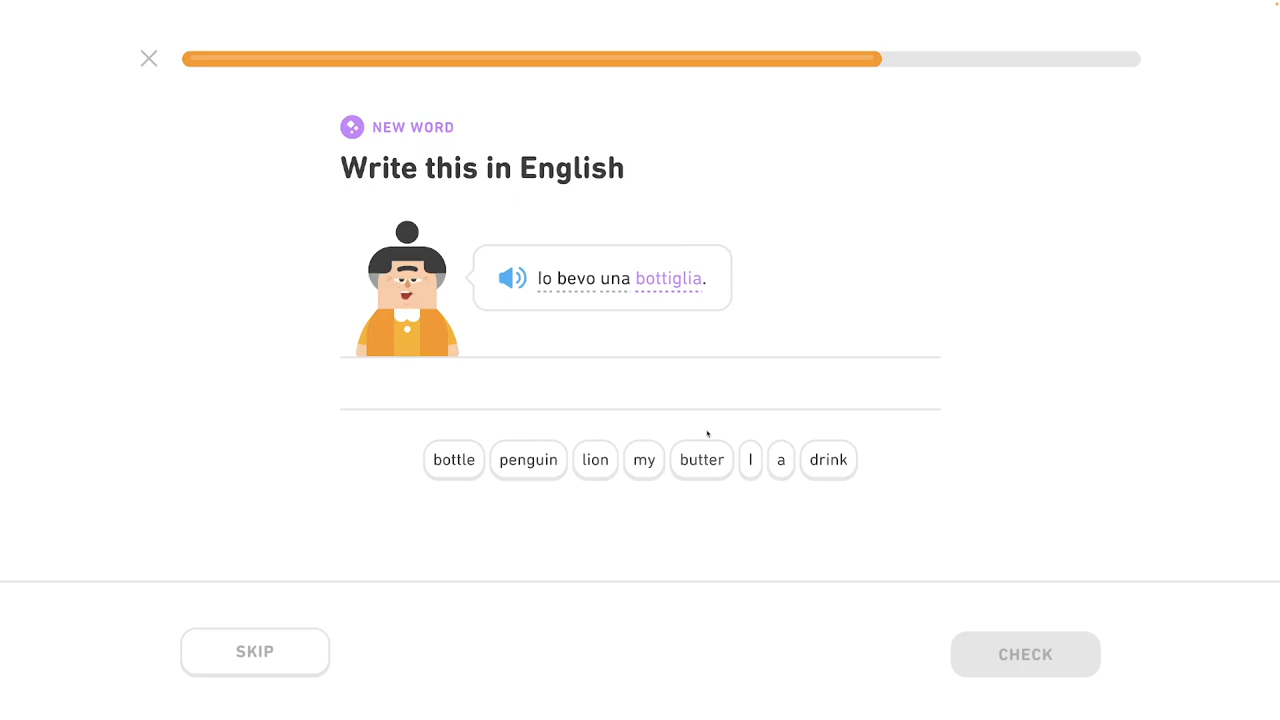 NEW WORD
Write this in English
Io bevo una bottiglia.
bottle penguin lion my butter I a drink
SKIP
CHECK